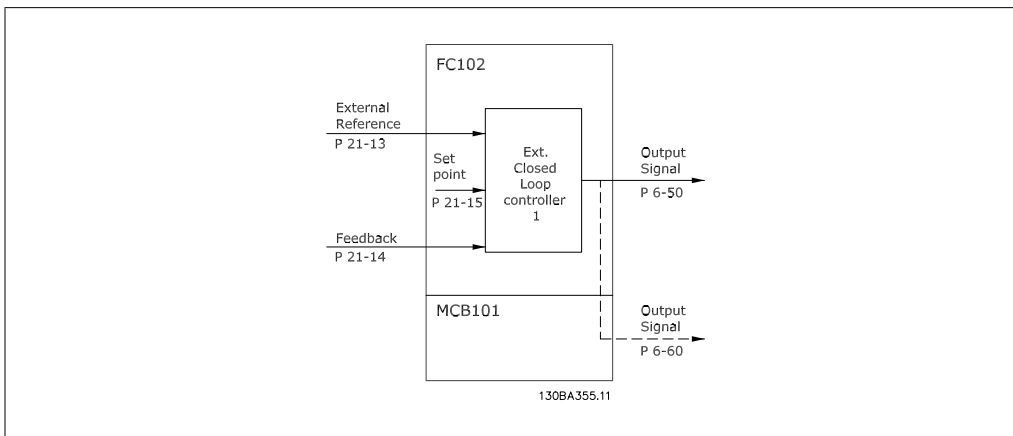 FC102
External
Reference
P 21-13
Set
point
P 21-15
Feedback
P 21-14
Ext.
Closed
Loop
controller
1
Output
Signal
P 6-50
MCB101
Output
Signal
P 6-60
130BA355.11